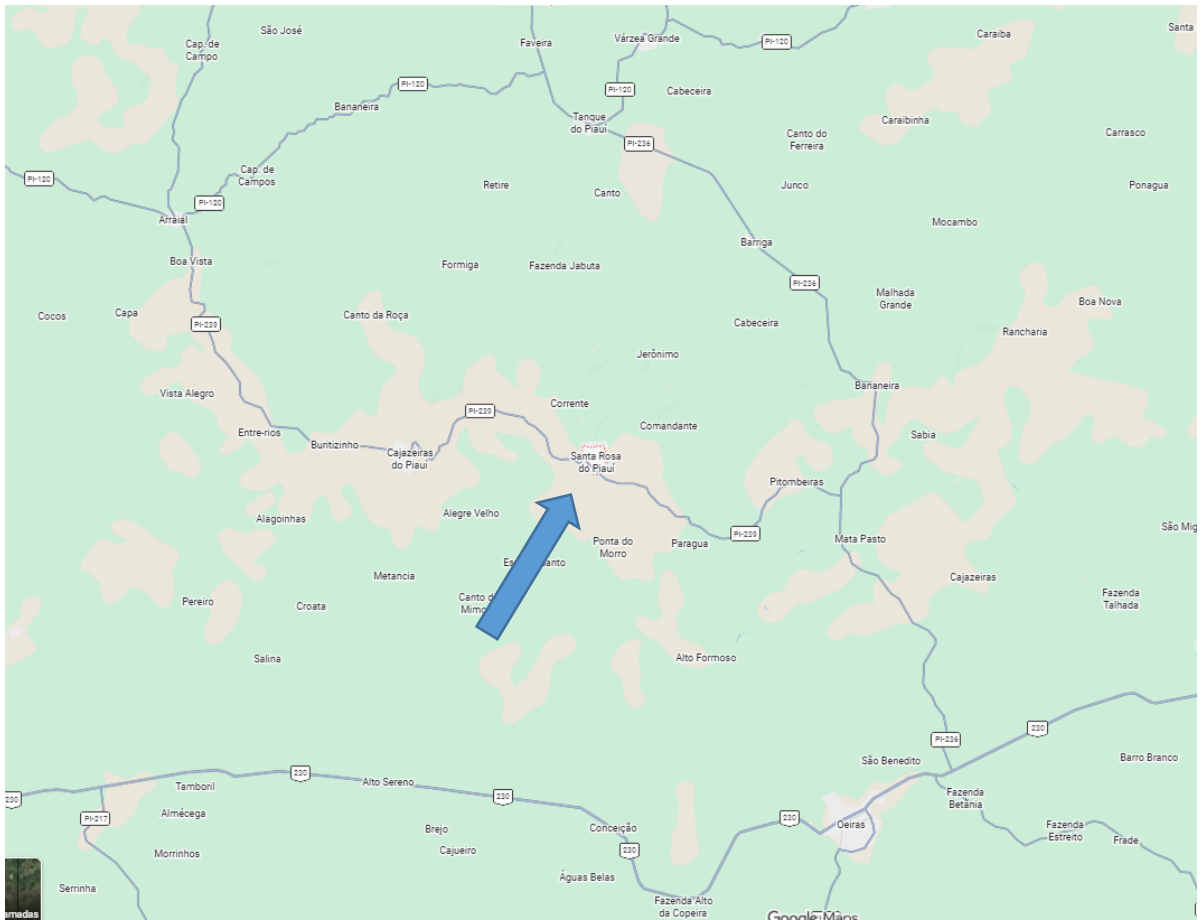 São José
Faveira
Várzea Grande
PI-120
Caraiba
Santa
Cap. de
Campo
PI-120
Bananeira
PI-120
Cabeceira
Tanque
do Piauí
PI-236
Canto do
Ferreira
Caraibinha
Carrasco
PI-120
Cap. de
Campos
PI-120
Retire
Canto
Junco
Ponagua
Arraial
Mocambo
Barriga
Boa Vista
Formiga
Fazenda Jabuta
PI-236
Malhada
Grande
Boa Nova
Cocos
Capa
PI-239
Canto da Roça
Cabeceira
Rancharia
Jerônimo
Vista Alegro
Bananeira
PI-239
Corrente
Comandante
Entre-rios
Buritizinho
Sabia
Cajazeiras
do Piauí
Santa Rosa
do Piauí
Pitombeiras
Alagoinhas
Alegre Velho
São Mig
PI-239
Ponta do
Morro
Paragua
Mata Pasto
Es anto
Metancia
Cajazeiras
Pereiro
Croata
Canto d
Mimo
Fazenda
Talhada
Salina
Alto Formoso
230
PI-236
São Benedito
Barro Branco
230
Tamboril
Alto Sereno
230
230
Fazenda
Betânia
Almécega
PI-217
230
Oeiras
Brejo
Conceição
Fazenda
Estreito
Frade
Morrinhos
Cajueiro
230
Águas Belas
Serrinha
Fazenda Alto
da Copeira
amadas
Google Maps